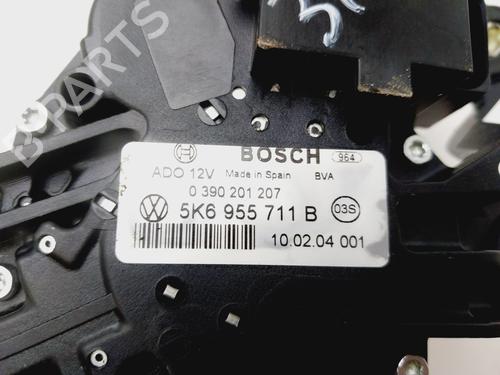 BOSCH 964
ADO 12V Made in Spain BVA
0 390 201 207
5K6 955 711 B 03S
10.02.04 001
B-PARTS